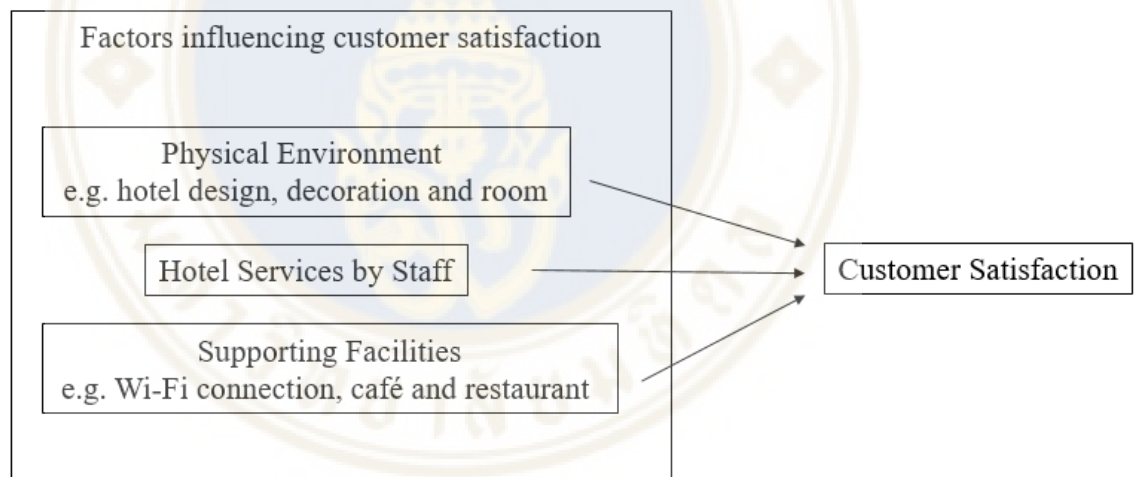 Factors influencing customer satisfaction
Physical Environment
e.g. hotel design, decoration and room
Hotel Services by Staff
Customer Satisfaction
Supporting Facilities
e.g. Wi-Fi connection, café and restaurant